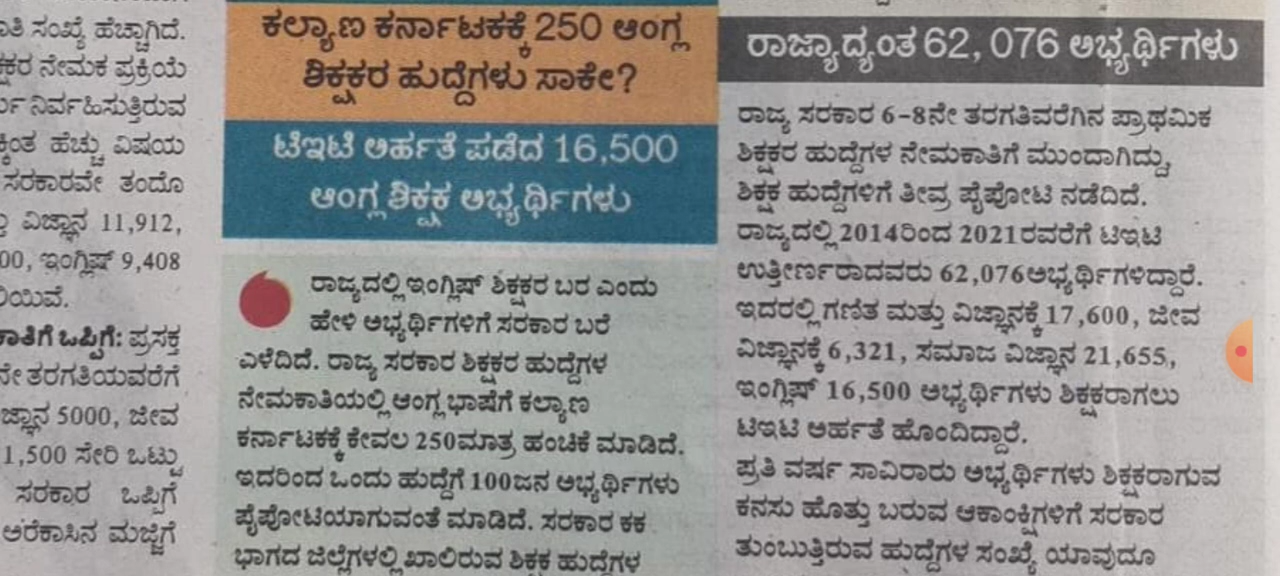 ಸಂಖ್ಯೆ ಹೆಚ್ಚಾಗಿದೆ.
ನೇಮಕ ಪ್ರಕ್ರಿಯೆ
ನಿರ್ವಹಿಸುತ್ತಿರುವ
ಹೆಚ್ಚು ವಿಷಯ
ಸರಕಾರವೇ ತಂದೊ
ವಿಜ್ಞಾನ 11,912,
ಇಂಗ್ಲಿಷ್ 9,408
ಒಪ್ಪಿಗೆ: ಪ್ರಸಕ್ತ
ನೇ ತರಗತಿಯವರೆಗೆ
5000, ಜೀವ
1,500 ಸೇರಿ ಒಟ್ಟು
ಸರಕಾರ ಒಪ್ಪಿಗೆ
ಅರೆಕಾಸಿನ ಮಜ್ಜಿಗೆ
ಕಲ್ಯಾಣ ಕರ್ನಾಟಕಕ್ಕೆ 250 ಆಂಗ್ಲ
ಶಿಕ್ಷಕರ ಹುದ್ದೆಗಳು ಸಾಕೇ?
ಟಿಇಟಿ ಅರ್ಹತೆ ಪಡೆದ 16,500
ಆಂಗ್ಲ ಶಿಕ್ಷಕ ಅಭ್ಯರ್ಥಿಗಳು
ರಾಜ್ಯದಲ್ಲಿ ಇಂಗ್ಲಿಷ್ ಶಿಕ್ಷಕರ ಬರ ಎಂದು
ಹೇಳಿ ಅಭ್ಯರ್ಥಿಗಳಿಗೆ ಸರಕಾರ ಬರೆ
ಎಳೆದಿದೆ. ರಾಜ್ಯ ಸರಕಾರ ಶಿಕ್ಷಕರ ಹುದ್ದೆಗಳ
ನೇಮಕಾತಿಯಲ್ಲಿ ಆಂಗ್ಲ ಭಾಷೆಗೆ ಕಲ್ಯಾಣ
ಕರ್ನಾಟಕಕ್ಕೆ ಕೇವಲ 250ಮಾತ್ರ ಹಂಚಿಕೆ ಮಾಡಿದೆ.
ಇದರಿಂದ ಒಂದು ಹುದ್ದೆಗೆ 100ಜನ ಅಭ್ಯರ್ಥಿಗಳು
ಪೈಪೋಟಿಯಾಗುವಂತೆ ಮಾಡಿದೆ. ಸರಕಾರ ಕಕ
ಭಾಗದ ಜಿಲ್ಲೆಗಳಲ್ಲಿ ಖಾಲಿರುವ ಶಿಕ್ಷಕ ಹುದ್ದೆಗಳ
ರಾಜ್ಯಾದ್ಯಂತ 62, 076 ಅಭ್ಯರ್ಥಿಗಳು
ರಾಜ್ಯ ಸರಕಾರ 6-8ನೇ ತರಗತಿವರೆಗಿನ ಪ್ರಾಥಮಿಕ
ಶಿಕ್ಷಕರ ಹುದ್ದೆಗಳ ನೇಮಕಾತಿಗೆ ಮುಂದಾಗಿದ್ದು,
ಶಿಕ್ಷಕ ಹುದ್ದೆಗಳಿಗೆ ತೀವ್ರ ಪೈಪೋಟಿ ನಡೆದಿದೆ.
ರಾಜ್ಯದಲ್ಲಿ 2014ರಿಂದ 2021ರವರೆಗೆ ಟಿಇಟಿ
ಉತ್ತೀರ್ಣರಾದವರು 62,076ಅಭ್ಯರ್ಥಿಗಳಿದ್ದಾರೆ.
ಇದರಲ್ಲಿ ಗಣಿತ ಮತ್ತು ವಿಜ್ಞಾನಕ್ಕೆ 17,600, ಜೀವ
ವಿಜ್ಞಾನಕ್ಕೆ 6,321, ಸಮಾಜ ವಿಜ್ಞಾನ 21,655,
ಇಂಗ್ಲಿಷ್ 16,500 ಅಭ್ಯರ್ಥಿಗಳು ಶಿಕ್ಷಕರಾಗಲು
ಟಿಇಟಿ ಅರ್ಹತೆ ಹೊಂದಿದ್ದಾರೆ.
ಪ್ರತಿ ವರ್ಷ ಸಾವಿರಾರು ಅಭ್ಯರ್ಥಿಗಳು ಶಿಕ್ಷಕರಾಗುವ
ಕನಸು ಹೊತ್ತು ಬರುವ ಆಕಾಂಕ್ಷಿಗಳಿಗೆ ಸರಕಾರ
ತುಂಬುತ್ತಿರುವ ಹುದ್ದೆಗಳ ಸಂಖ್ಯೆ ಯಾವುದೂ